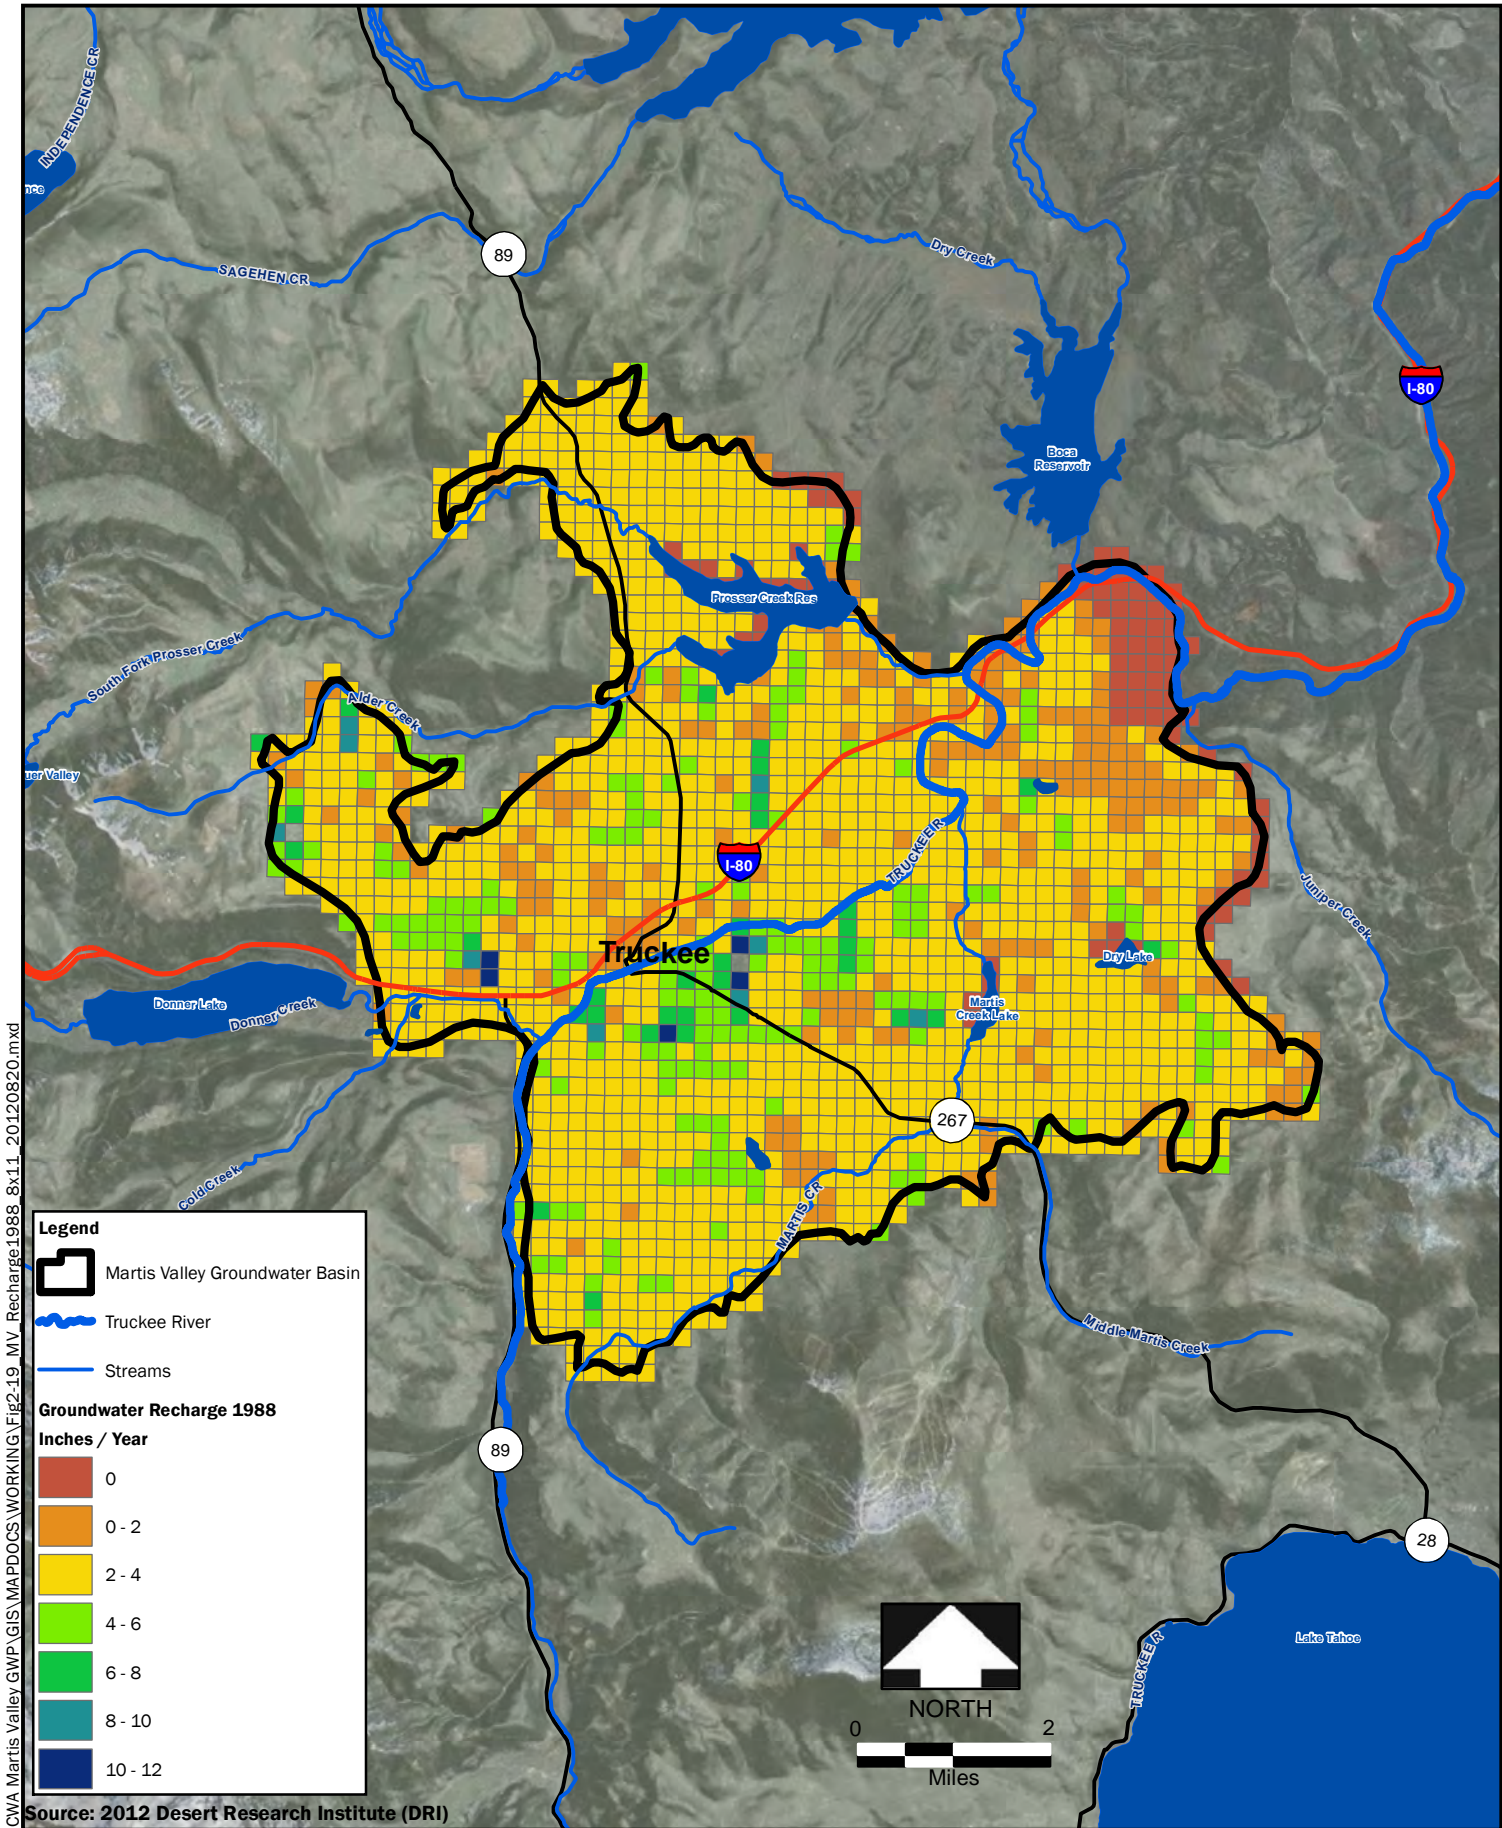 INDEPENDENCE CR
nce
89
SAGEHEN CR
Dry Creek
I-80
Boca
Reservoir
Prosser Creek Res
South Fork Prosser Creek
Alder Creek
uer Valley
I-80
TRUCKEE R
Juniper Creek
Truckee
Dry Lake
Donner Lake
Donner Creek
Martis
Creek Lake
267
Cold Creek
MARTIS CR
Middle Martis Creek
89
28
Lake Tahoe
TRUCKEE R
Legend
Martis Valley Groundwater Basin
Truckee River
Streams
Groundwater Recharge 1988
Inches / Year
0
0 - 2
2 - 4
4 - 6
6 - 8
8 - 10
10 - 12
NORTH
0 2
Miles
Source: 2012 Desert Research Institute (DRI)
CWA Martis Valley GWP\GIS\MAPDOCS\WORKING\Fig2-19_MV_Recharge1988_8x11_20120820.mxd